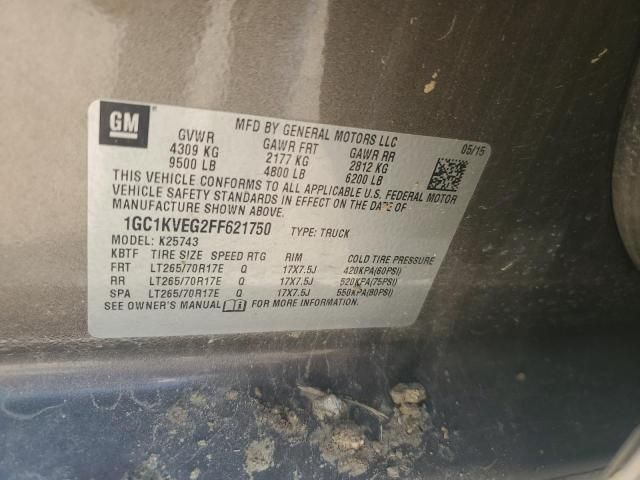 GM
MFD BY GENERAL MOTORS LLC
05/15
GVWR GAWR FRT GAWR RR
4309 KG 2177 KG 2812 KG
9500 LB 4800 LB 6200 LB
THIS VEHICLE CONFORMS TO ALL APPLICABLE U.S. FEDERAL MOTOR
VEHICLE SAFETY STANDARDS IN EFFECT ON THE DATE OF
MANUFACTURE SHOWN ABOVE.
1GC1KVEG2FF621750 TYPE: TRUCK
MODEL: K25743
KBTF TIRE SIZE SPEED RTG RIM COLD TIRE PRESSURE
FRT LT265/70R17E Q 17X7.5J 420KPA(60PSI)
RR LT265/70R17E Q 17X7.5J 520KPA(75PSI)
SPA LT265/70R17E Q 17X7.5J 550KPA(80PSI)
SEE OWNER'S MANUAL FOR MORE INFORMATION.